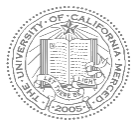 THE UNIVERSITY OF CALIFORNIA MERCED
2005